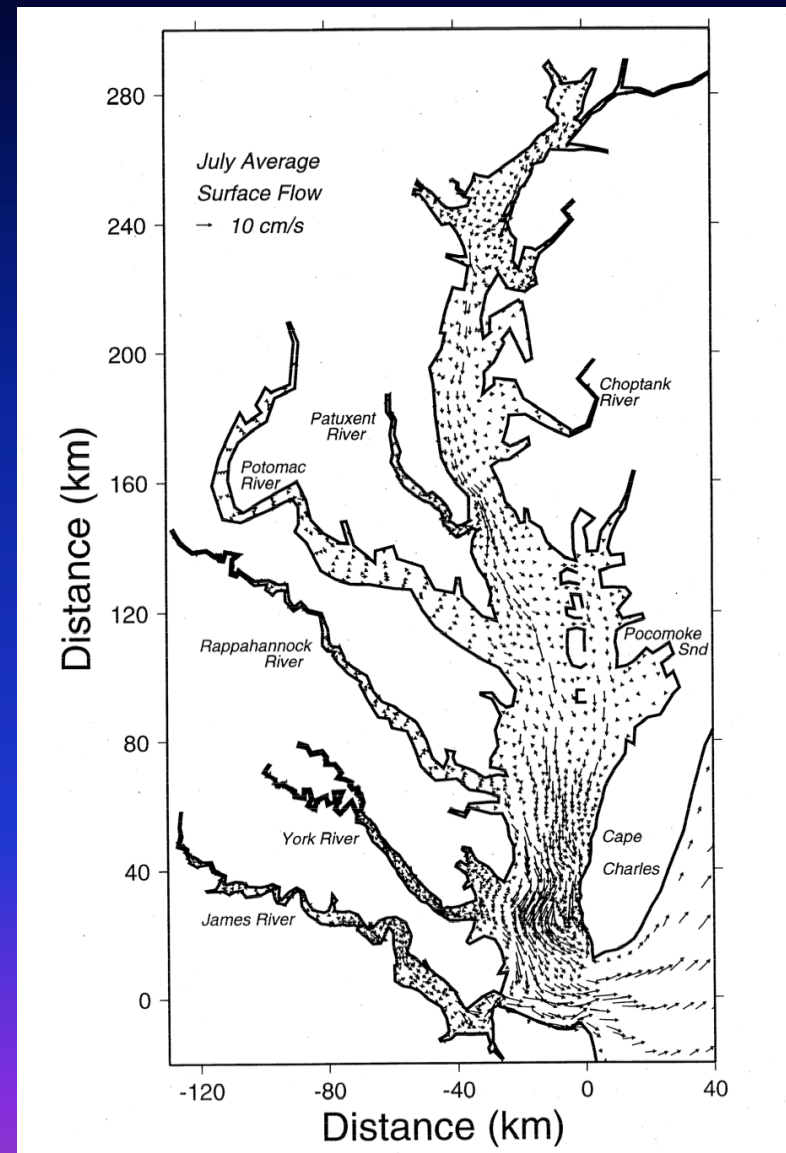 280
240
200
160
120
80
40
0
Distance (km)
July Average
Surface Flow
10 cm/s
Choptank
River
Patuxent
River
Potomac
River
Pocomoke
Snd
Rappahannock
River
York River
Cape
Charles
James River
-120
-80
-40
0
40
Distance (km)